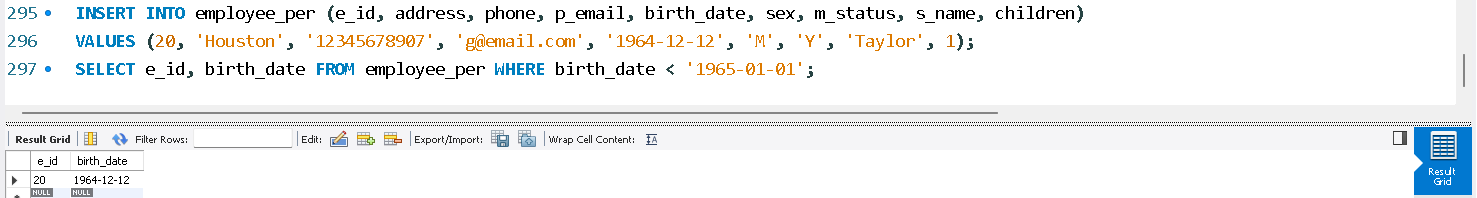 295 INSERT INTO employee_per (e_id, address, phone, p_email, birth_date, sex, m_status, s_name, children)
296 VALUES (20, 'Houston', '12345678907', 'g@email.com', '1964-12-12', 'M', 'Y', 'Taylor', 1);
297 SELECT e_id, birth_date FROM employee_per WHERE birth_date < '1965-01-01';
Result Grid Filter Rows: Edit: Export/Import: Wrap Cell Content:
e_id birth_date
20 1964-12-12
NULL NULL
Result
Grid